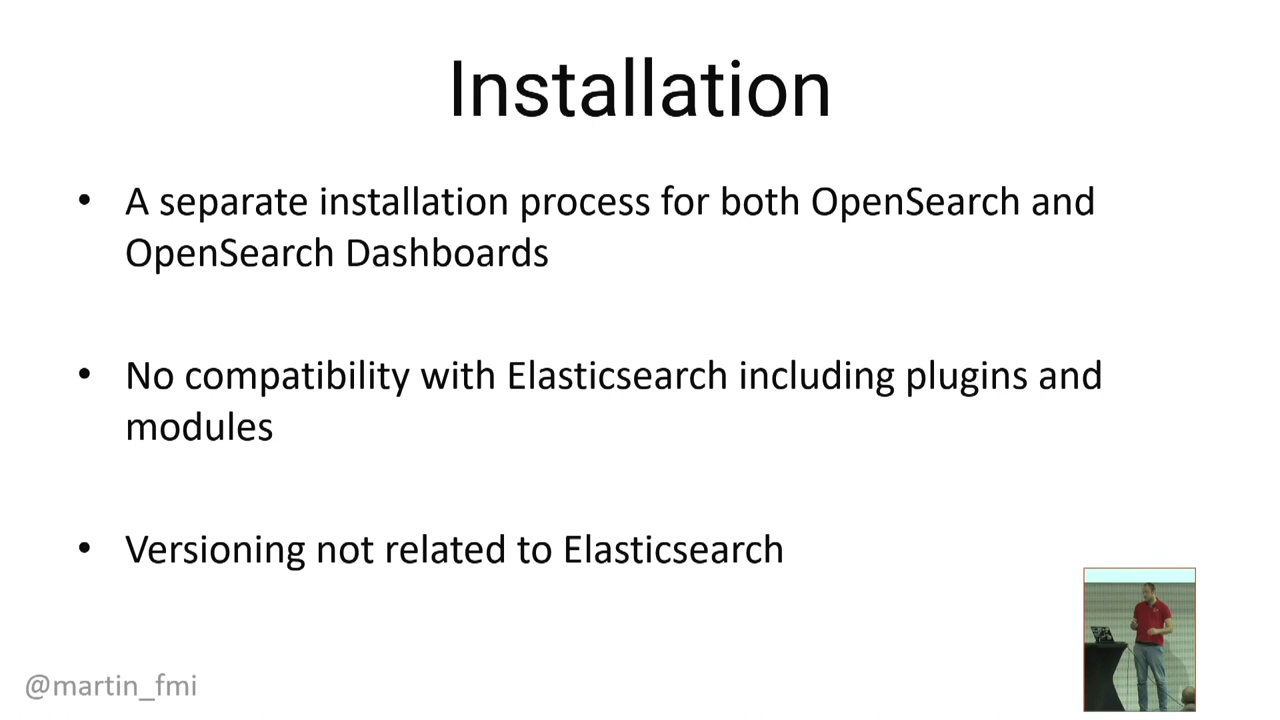 Installation
• A separate installation process for both OpenSearch and
OpenSearch Dashboards
• No compatibility with Elasticsearch including plugins and
modules
• Versioning not related to Elasticsearch
@martin_fmi